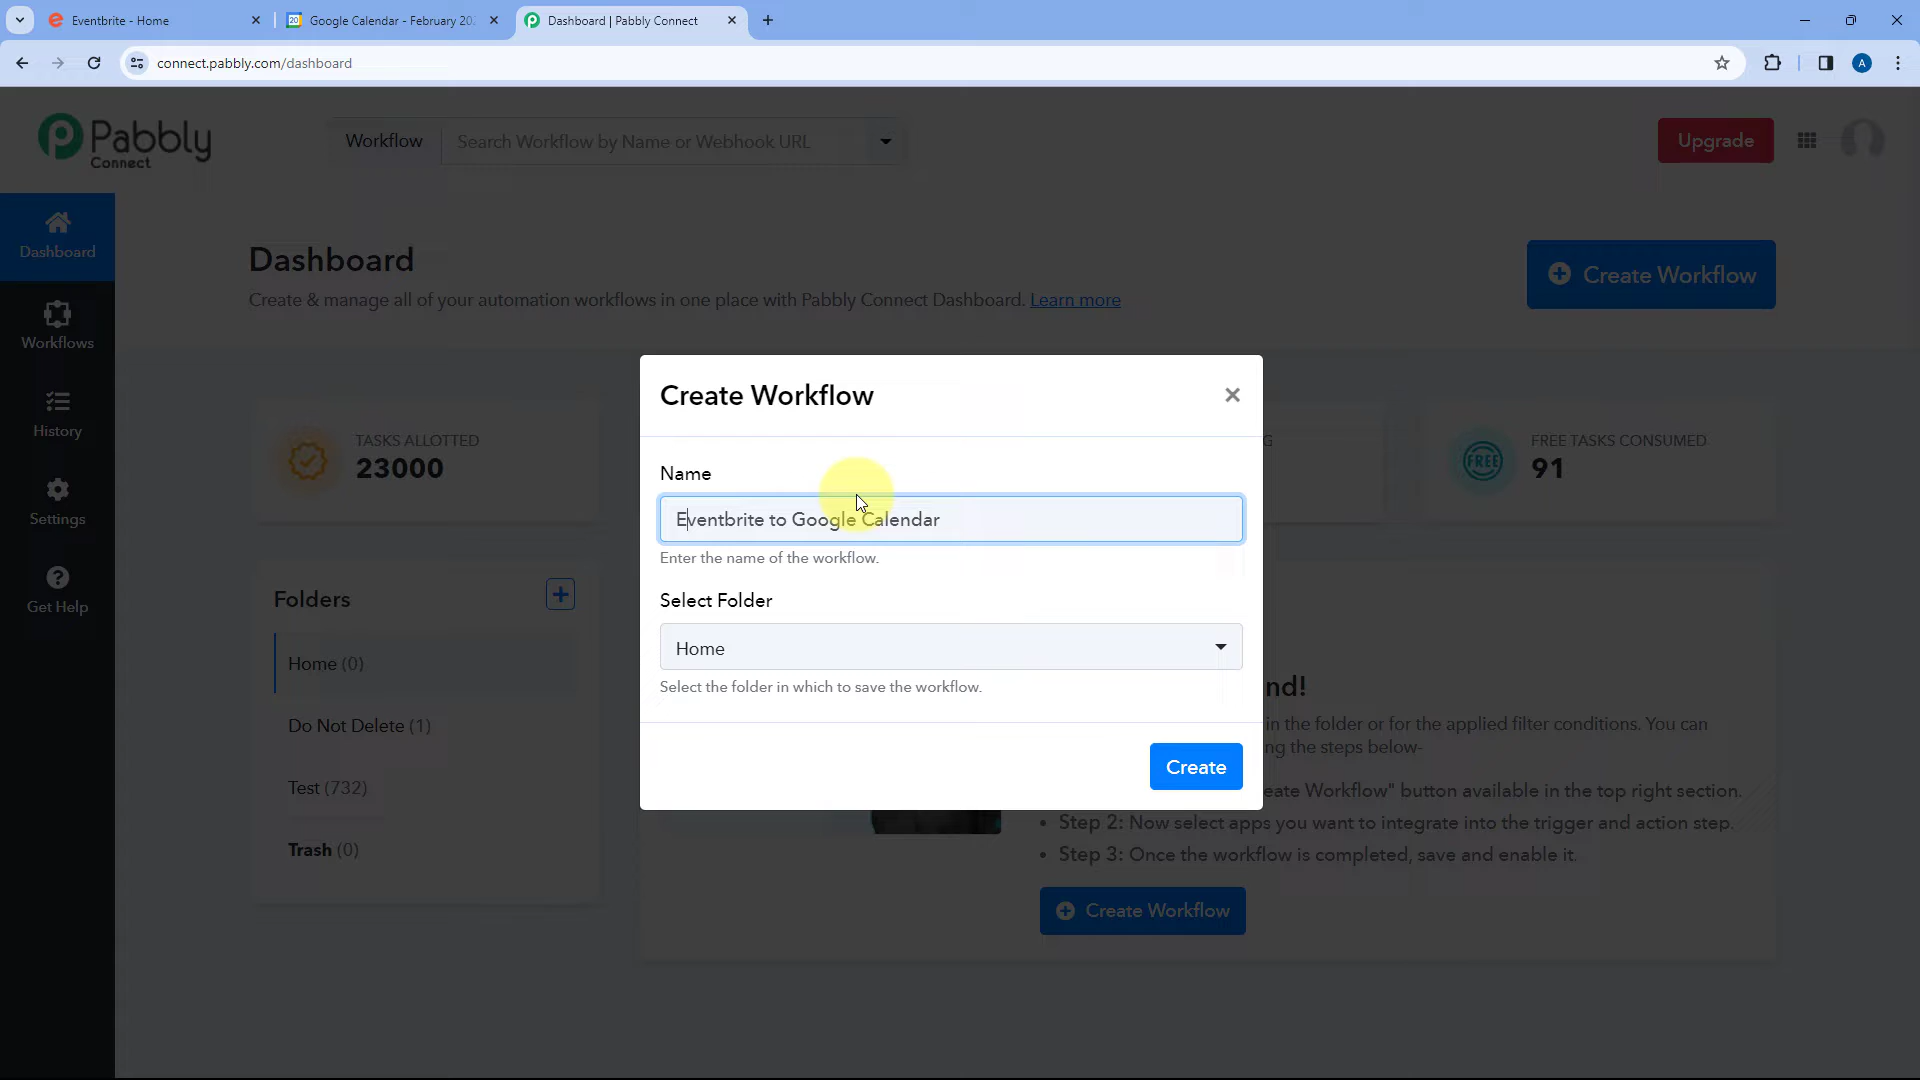 Eventbrite - Home
Google Calendar - February 20
Dashboard | Pabbly Connect
connect.pabbly.com/dashboard
A
Pabbly
Connect
Workflow
Search Workflow by Name or Webhook URL
Upgrade
Dashboard
Workflows
History
Settings
Get Help
Dashboard
Create & manage all of your automation workflows in one place with Pabbly Connect Dashboard. Learn more
Create Workflow
TASKS ALLOTTED
23000
G
FREE
FREE TASKS CONSUMED
91
Folders
Home (0)
Do Not Delete (1)
Test (732)
Trash (0)
Create Workflow
Name
Eventbrite to Google Calendar
Enter the name of the workflow.
Select Folder
Home
Select the folder in which to save the workflow.
Create
nd!
in the folder or for the applied filter conditions. You can
ng the steps below-
eate Workflow" button available in the top right section.
• Step 2: Now select apps you want to integrate into the trigger and action step.
• Step 3: Once the workflow is completed, save and enable it.
Create Workflow